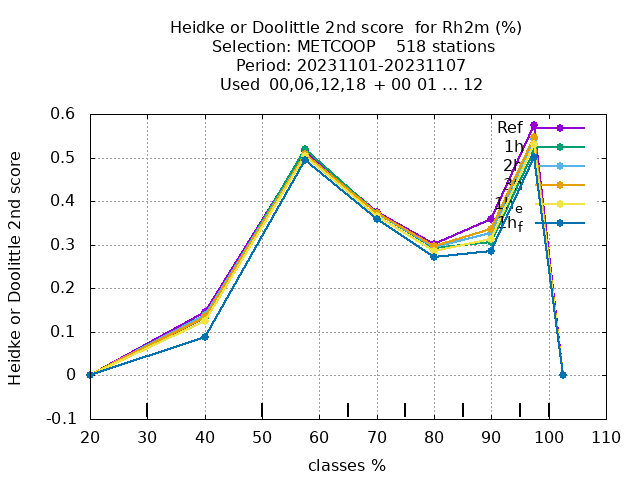 Heidke or Doolittle 2nd score for Rh2m (%)
Selection: METCOOP 518 stations
Period: 20231101-20231107
Used 00,06,12,18 + 00 01 ... 12
Heidke or Doolittle 2nd score
0.6
0.5
0.4
0.3
0.2
0.1
0
-0.1
20 30 40 50 60 70 80 90 100 110
classes %
Ref
1h
2h
1hf